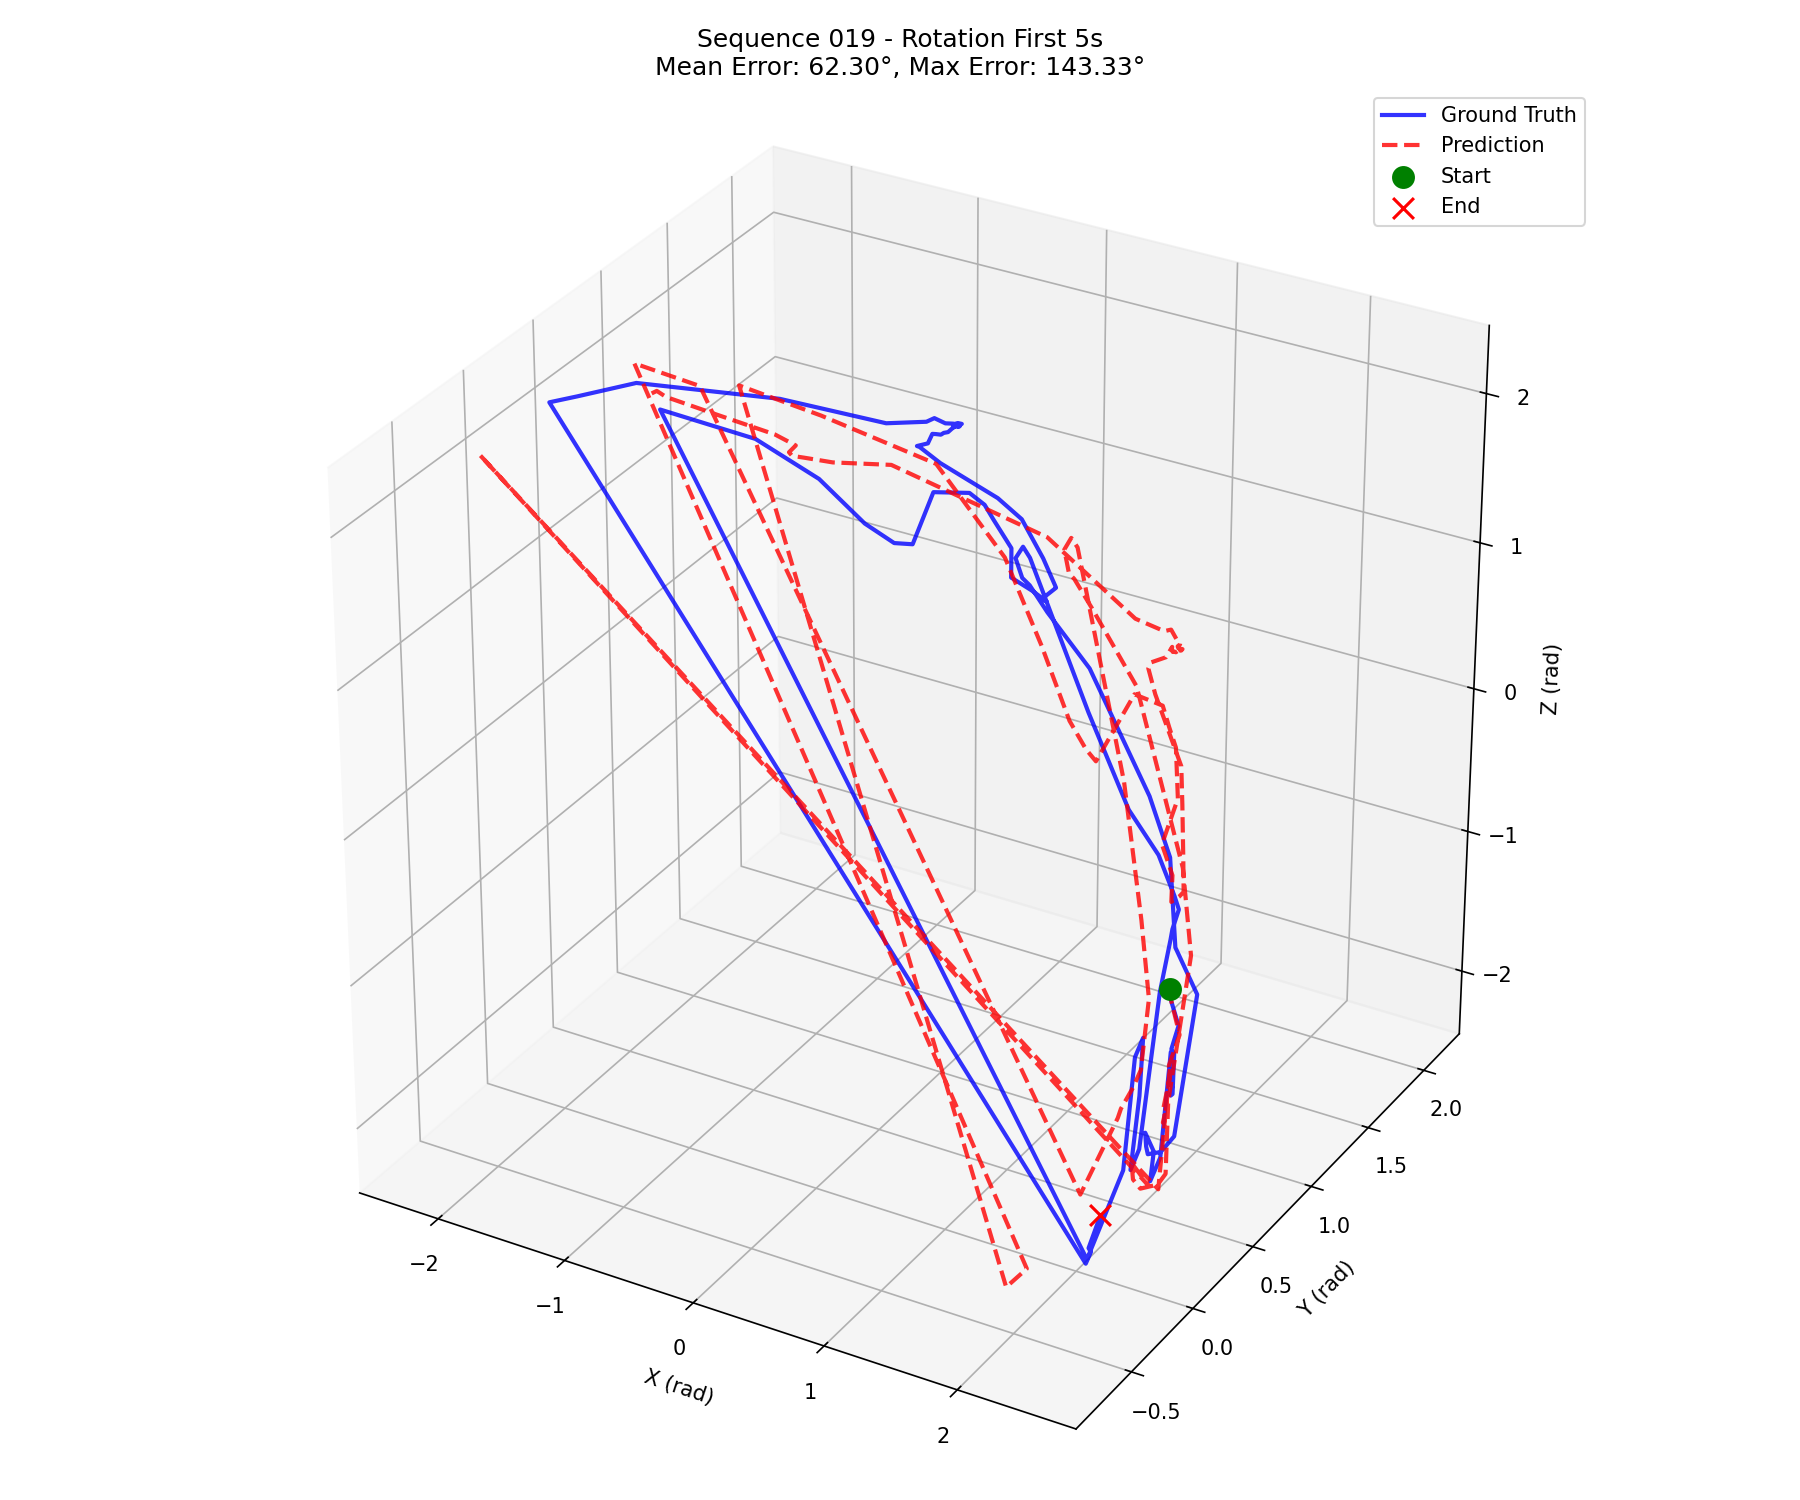 Sequence 019 - Rotation First 5s
Mean Error: 62.30°, Max Error: 143.33°
Ground Truth
Prediction
Start
End
2
1
0
−1
−2
Z (rad)
2.0
1.5
1.0
0.5
0.0
−0.5
Y (rad)
−2
−1
0
1
2
X (rad)